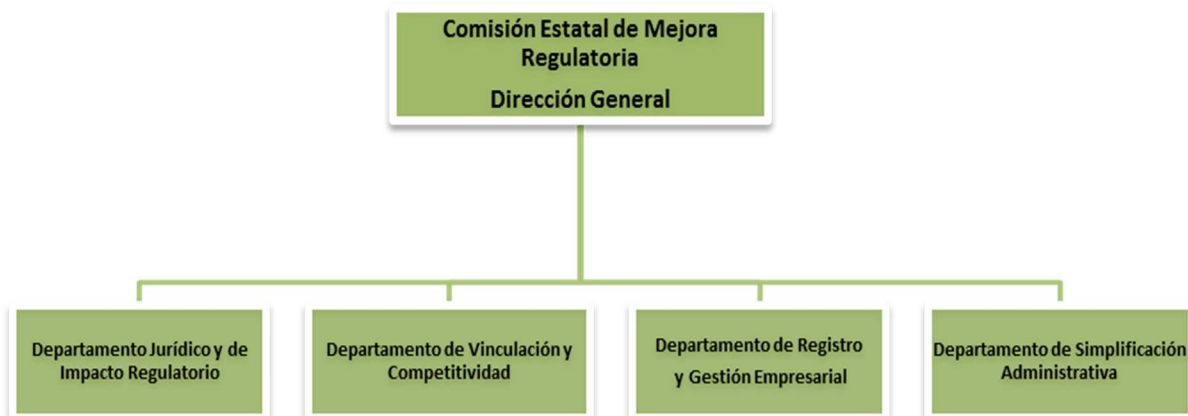 Comisión Estatal de Mejora
Regulatoria
Dirección General
Departamento Jurídico y de
Impacto Regulatorio
Departamento de Vinculación y
Competitividad
Departamento de Registro
y Gestión Empresarial
Departamento de Simplificación
Administrativa